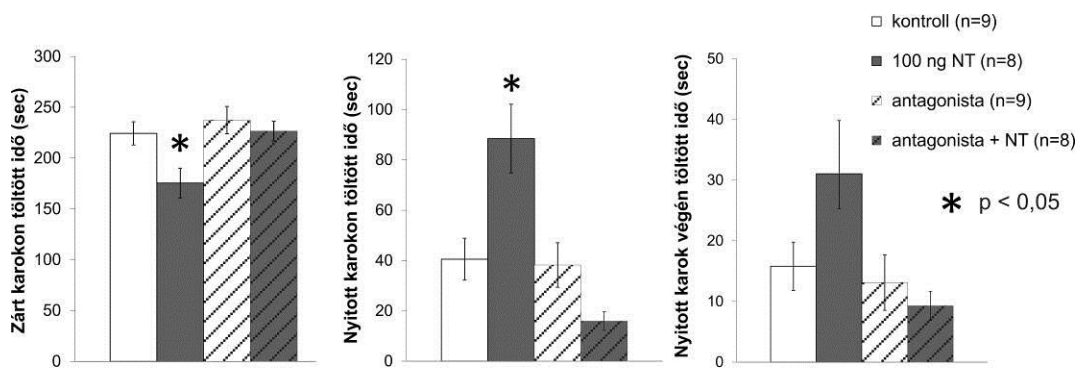 Zárt karokon töltött idő (sec)
300
250
200
150
100
50
0
*
Nyitott karokon töltött idő (sec)
120
100
80
60
40
20
0
*
Nyitott karok végén töltött idő (sec)
50
40
30
20
10
0
kontroll (n=9)
100 ng NT (n=8)
antagonista (n=9)
antagonista + NT (n=8)
* p < 0,05